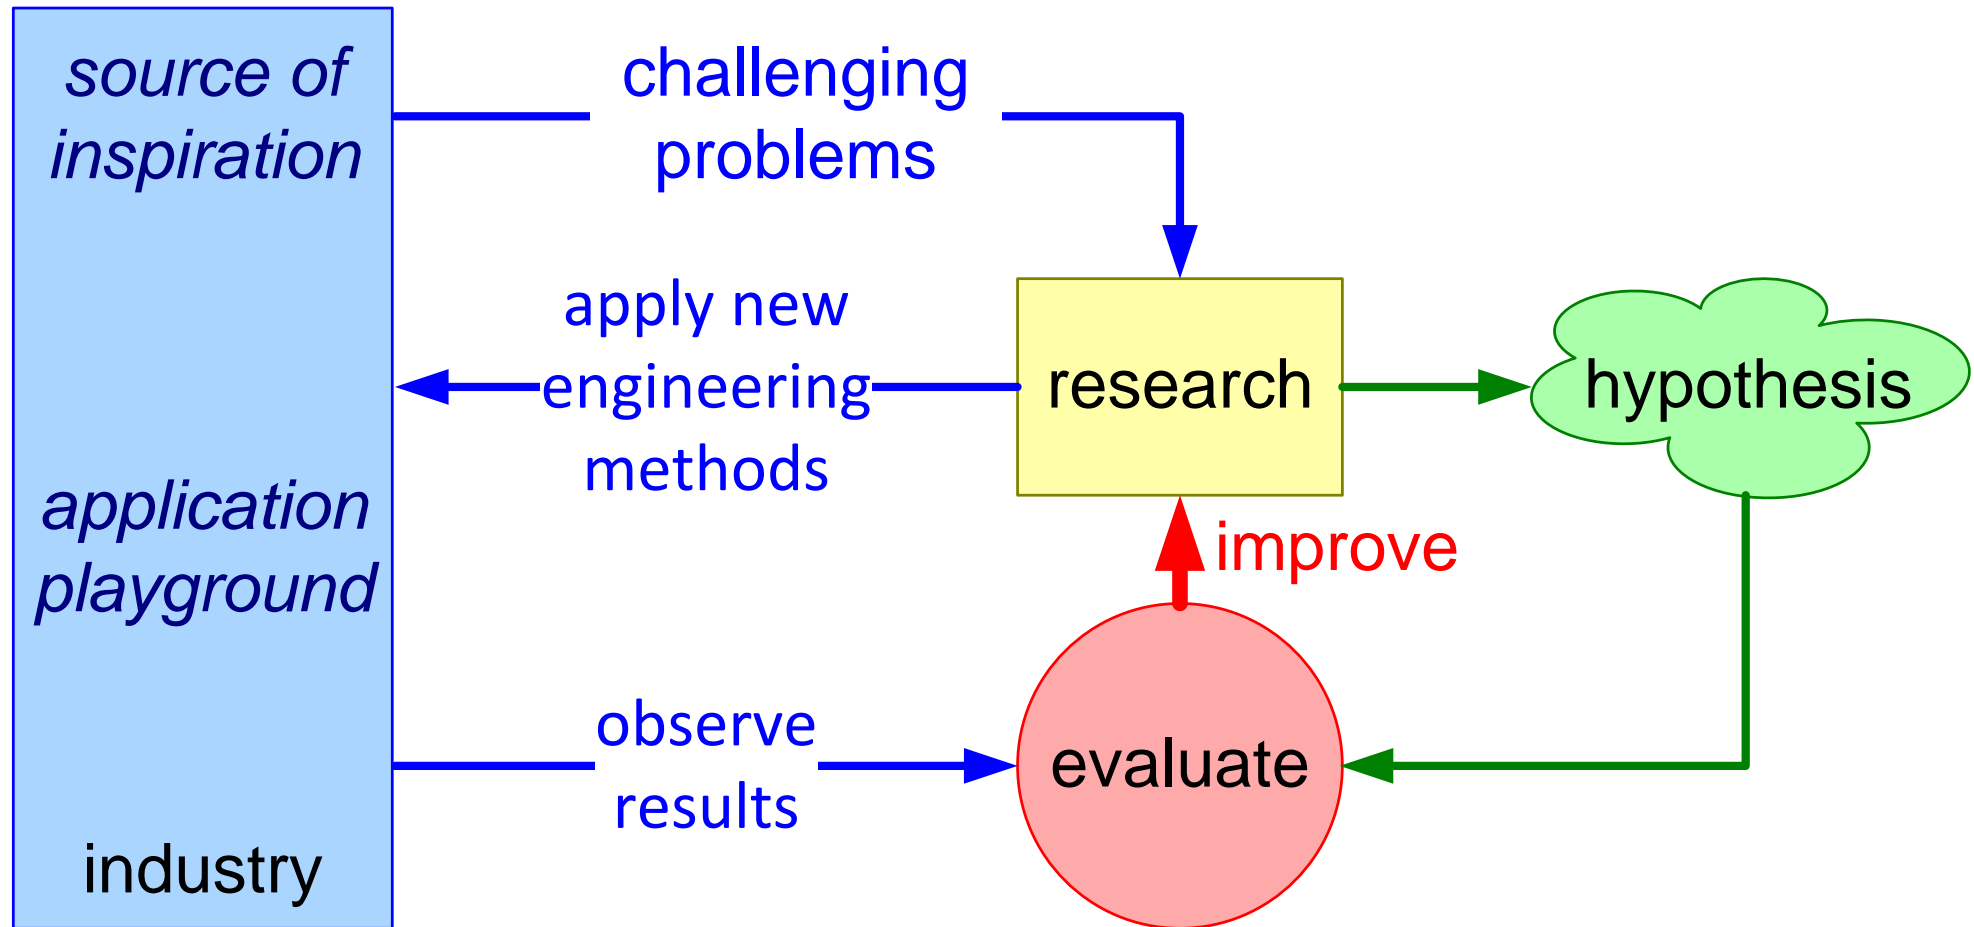 source of
inspiration
challenging
problems
apply new
engineering
methods
research
hypothesis
application
playground
improve
observe
results
evaluate
industry